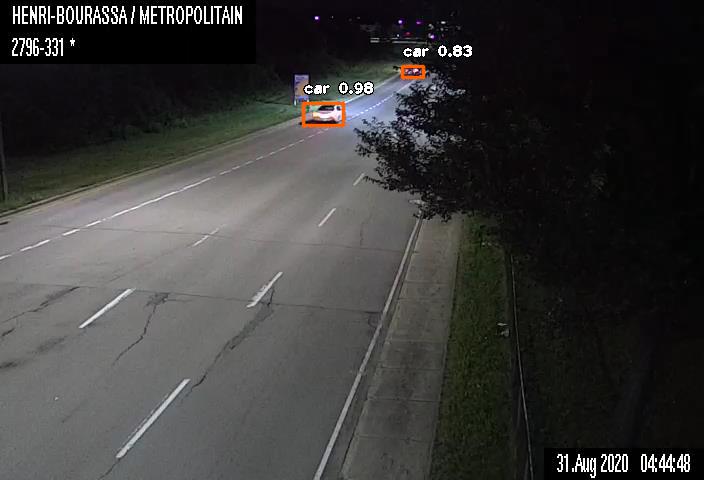 HENRI-BOURASSA / METROPOLITAIN
2796-331 *
car 0.83
car 0.98
31.Aug 2020 04:44:48